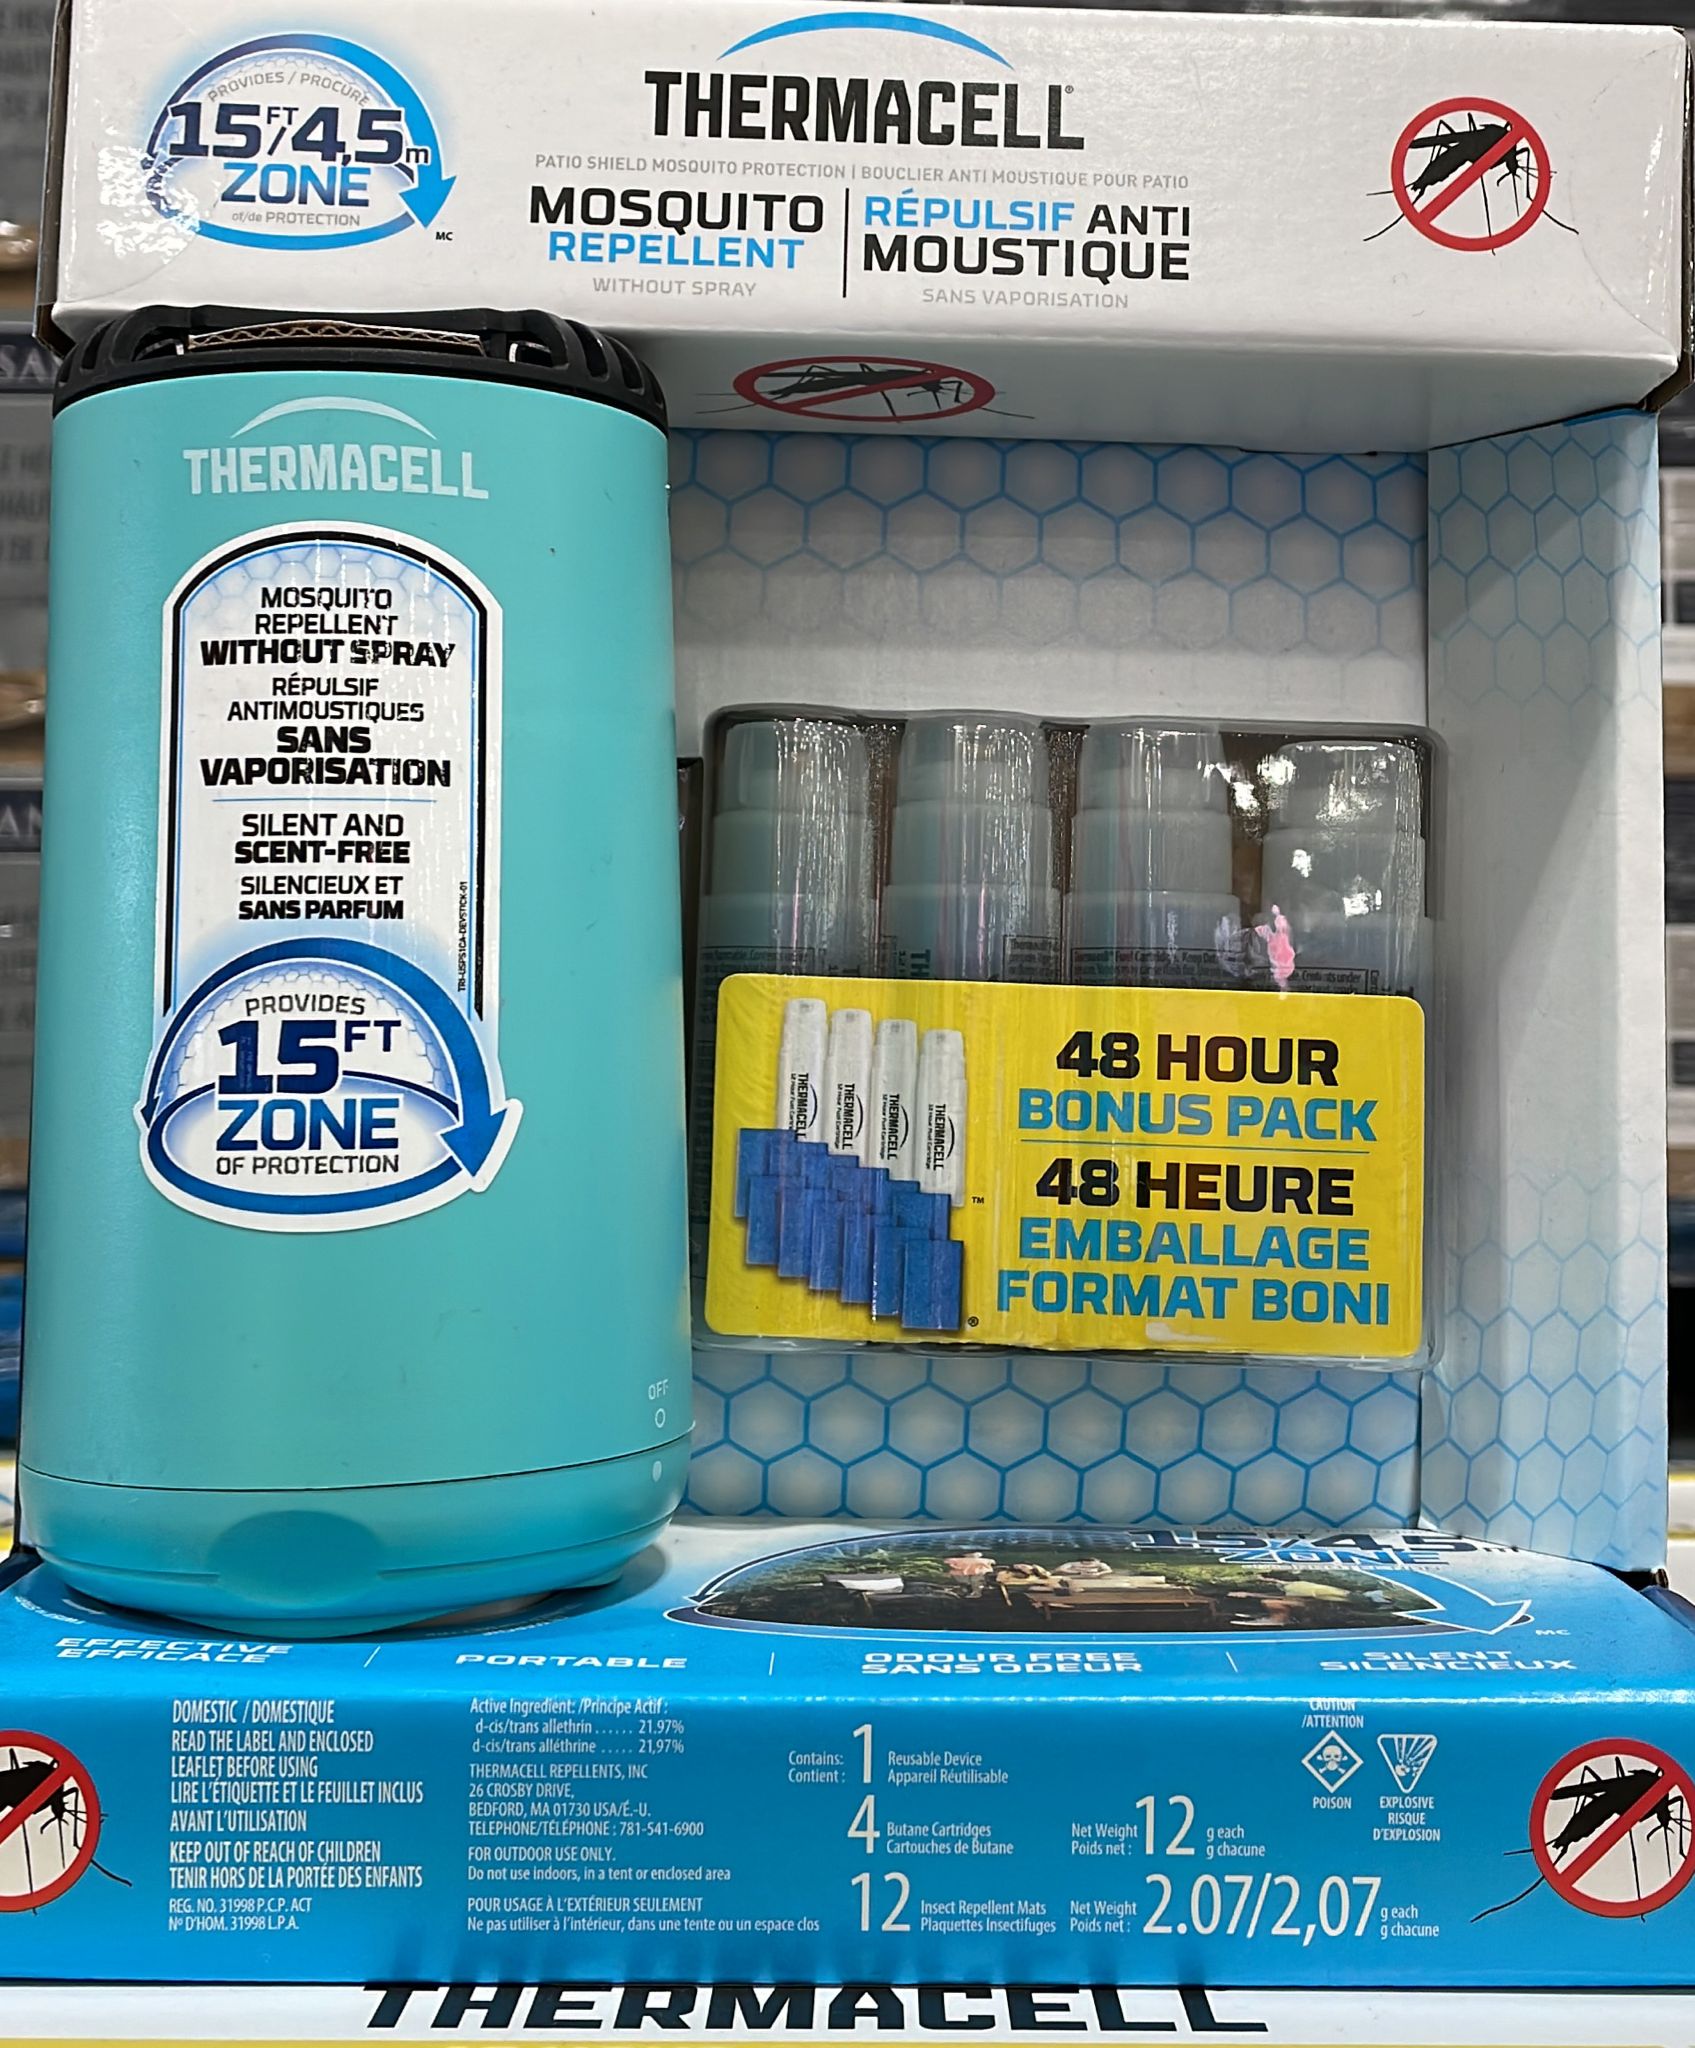 PROVIDES / PROCURE
15FT/4,5m
ZONE
of/de PROTECTION
MC
THERMACELL®
PATIO SHIELD MOSQUITO PROTECTION | BOUCLIER ANTI MOUSTIQUE POUR PATIO
MOSQUITO
REPELLENT
WITHOUT SPRAY
RÉPULSIF ANTI
MOUSTIQUE
SANS VAPORISATION
THERMACELL
MOSQUITO
REPELLENT
WITHOUT SPRAY
RÉPULSIF
ANTIMOUSTIQUES
SANS
VAPORISATION
SILENT AND
SCENT-FREE
SILENCIEUX ET
SANS PARFUM
PROVIDES
15FT
ZONE
OF PROTECTION
OFF
48 HOUR
BONUS PACK
48 HEURE
EMBALLAGE
FORMAT BONI
THERMACELL
THERMACELL
THERMACELL
THERMACELL
TM
®
15FT/4,5m
ZONE
MC
EFFECTIVE
EFFICACE
PORTABLE
ODOUR FREE
SANS ODEUR
SILENT
SILENCIEUX
DOMESTIC / DOMESTIQUE
READ THE LABEL AND ENCLOSED
LEAFLET BEFORE USING
LIRE L'ÉTIQUETTE ET LE FEUILLET INCLUS
AVANT L'UTILISATION
KEEP OUT OF REACH OF CHILDREN
TENIR HORS DE LA PORTÉE DES ENFANTS
REG. NO. 31998 P.C.P. ACT
Nº D'HOM. 31998 L.P.A.
Active Ingredient: /Principe Actif :
d-cis/trans allethrin ...... 21.97%
d-cis/trans alléthrine ..... 21,97%
THERMACELL REPELLENTS, INC
26 CROSBY DRIVE,
BEDFORD, MA 01730 USA/É.-U.
TELEPHONE/TÉLÉPHONE : 781-541-6900
FOR OUTDOOR USE ONLY.
Do not use indoors, in a tent or enclosed area
POUR USAGE À L'EXTÉRIEUR SEULEMENT
Ne pas utiliser à l'intérieur, dans une tente ou un espace clos
Contains:
Contient :
1
Reusable Device
Appareil Réutilisable
4
Butane Cartridges
Cartouches de Butane
Net Weight
Poids net :
12
g each
g chacune
12
Insect Repellent Mats
Plaquettes Insectifuges
Net Weight
Poids net :
2.07/2,07
g each
g chacune
CAUTION
/ATTENTION
POISON
EXPLOSIVE
RISQUE
D'EXPLOSION
THERMACELL